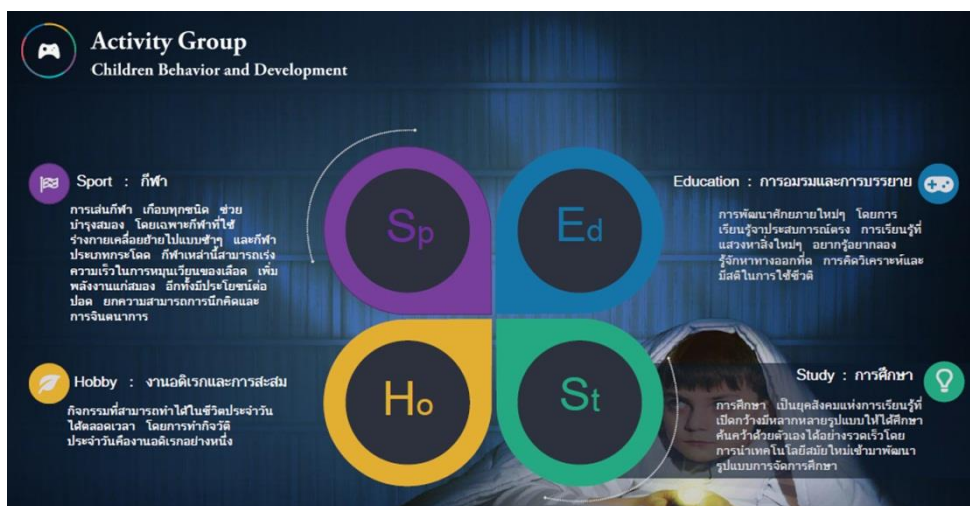 Activity Group
Children Behavior and Development
Sport : กีฬา
การเล่นกีฬา เกือบทุกชนิด ช่วย
บำรุงสมอง โดยเฉพาะกีฬาที่ใช้
ร่างกายเคลื่อนย้ายไปแบบช้าๆ และกีฬา
ประเภทกระโดด กีฬาเหล่านี้สามารถเร่ง
ความเร็วในการหมุนเวียนของเลือด เพิ่ม
พลังงานแก่สมอง อีกทั้งมีประโยชน์ต่อ
ปอด ยกความสามารถการนึกคิดและ
การจินตนาการ
Sp
Ed
Education : การอมรมและการบรรยาย
การพัฒนาศักยภายใหม่ๆ โดยการ
เรียนรู้จาประสบการณ์ตรง การเรียนรู้ที่
แสวงหาสิ่งใหม่ๆ อยากรู้อยากลอง
รู้จักหาทางออกที่ด การคิดวิเคราะห์และ
มีสติในการใช้ชีวติ
Hobby : งานอดิเรกและการสะสม
กิจกรรมที่สามารถทำได้ในชีวิตประจำวัน
ได้ตลอดเวลา โดยการทำกิจวัติ
ประจำวันคืองานอดิเรกอย่างหนึ่ง
Ho
St
Study : การศึกษา
การศึกษา เป็นยุคสังคมแห่งการเรียนรู้ที่
เปิดกว้างมีหลากหลายรูปแบบให้ได้ศึกษา
ค้นคว้าด้วยตัวเองได้อย่างรวดเร็วโดย
การนำเทคโนโลยีสมัยใหม่เข้ามาพัฒนา
รูปแบบการจัดการศึกษา